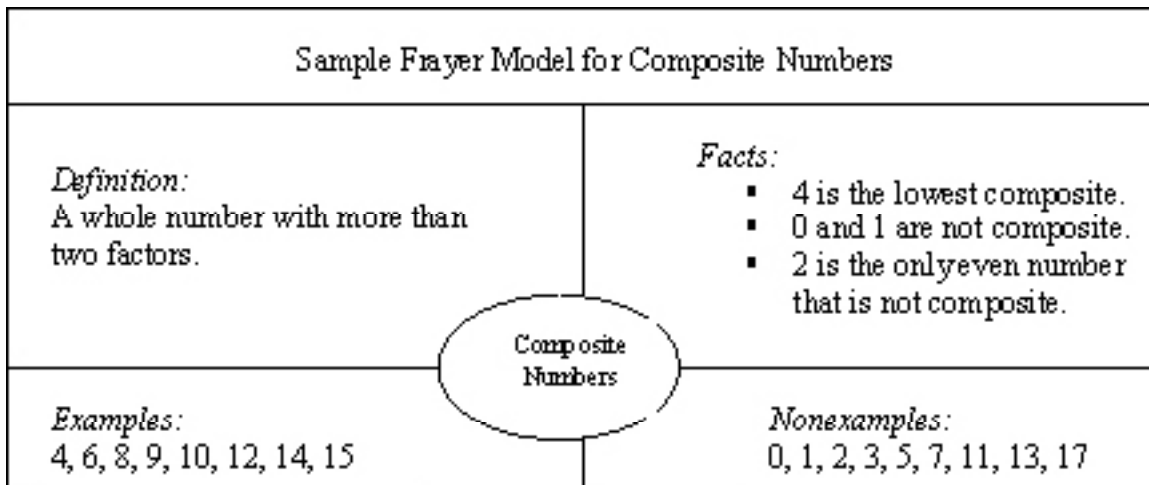 Sample Frayer Model for Composite Numbers
Definition:
A whole number with more than
two factors.
Facts:
▪ 4 is the lowest composite.
▪ 0 and 1 are not composite.
▪ 2 is the only even number
that is not composite.
Composite
Numbers
Examples:
4, 6, 8, 9, 10, 12, 14, 15
Nonexamples:
0, 1, 2, 3, 5, 7, 11, 13, 17